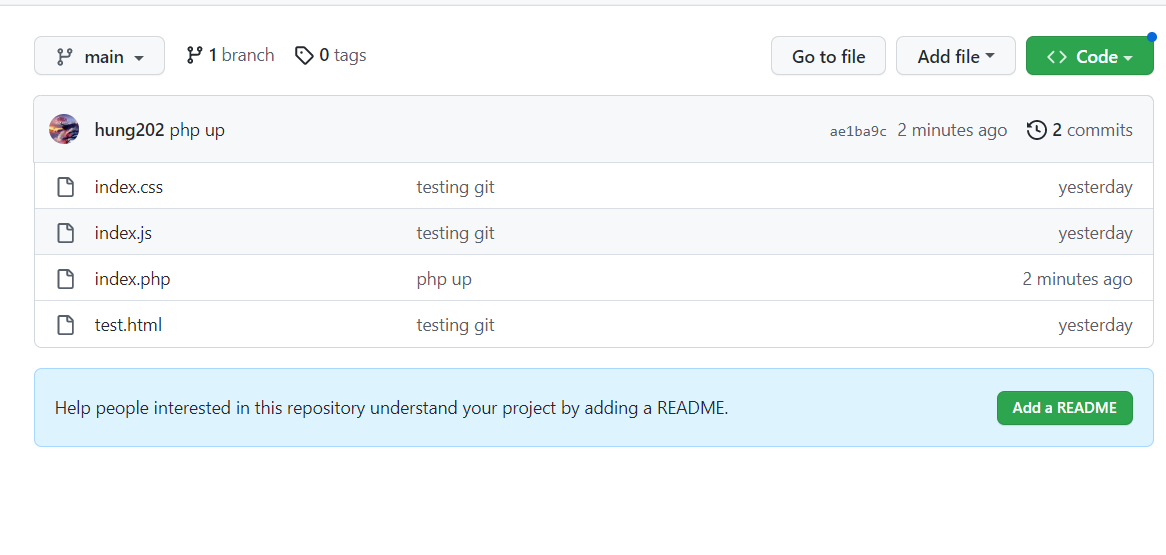 main 1 branch 0 tags Go to file Add file Code
hung202 php up ae1ba9c 2 minutes ago 2 commits
index.css testing git yesterday
index.js testing git yesterday
index.php php up 2 minutes ago
test.html testing git yesterday
Help people interested in this repository understand your project by adding a README. Add a README